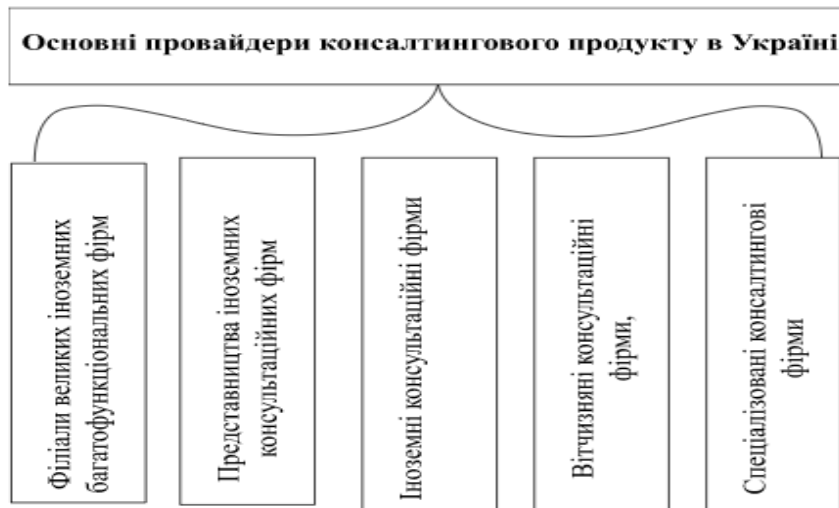 Основні провайдери консалтингового продукту в Україні
Філіали великих іноземних
багатофункціональних фірм
Представництва іноземних
консультаційних фірм
Іноземні консультаційні фірми
Вітчизняні консультаційні
фірми,
Спеціалізовані консалтингові
фірми